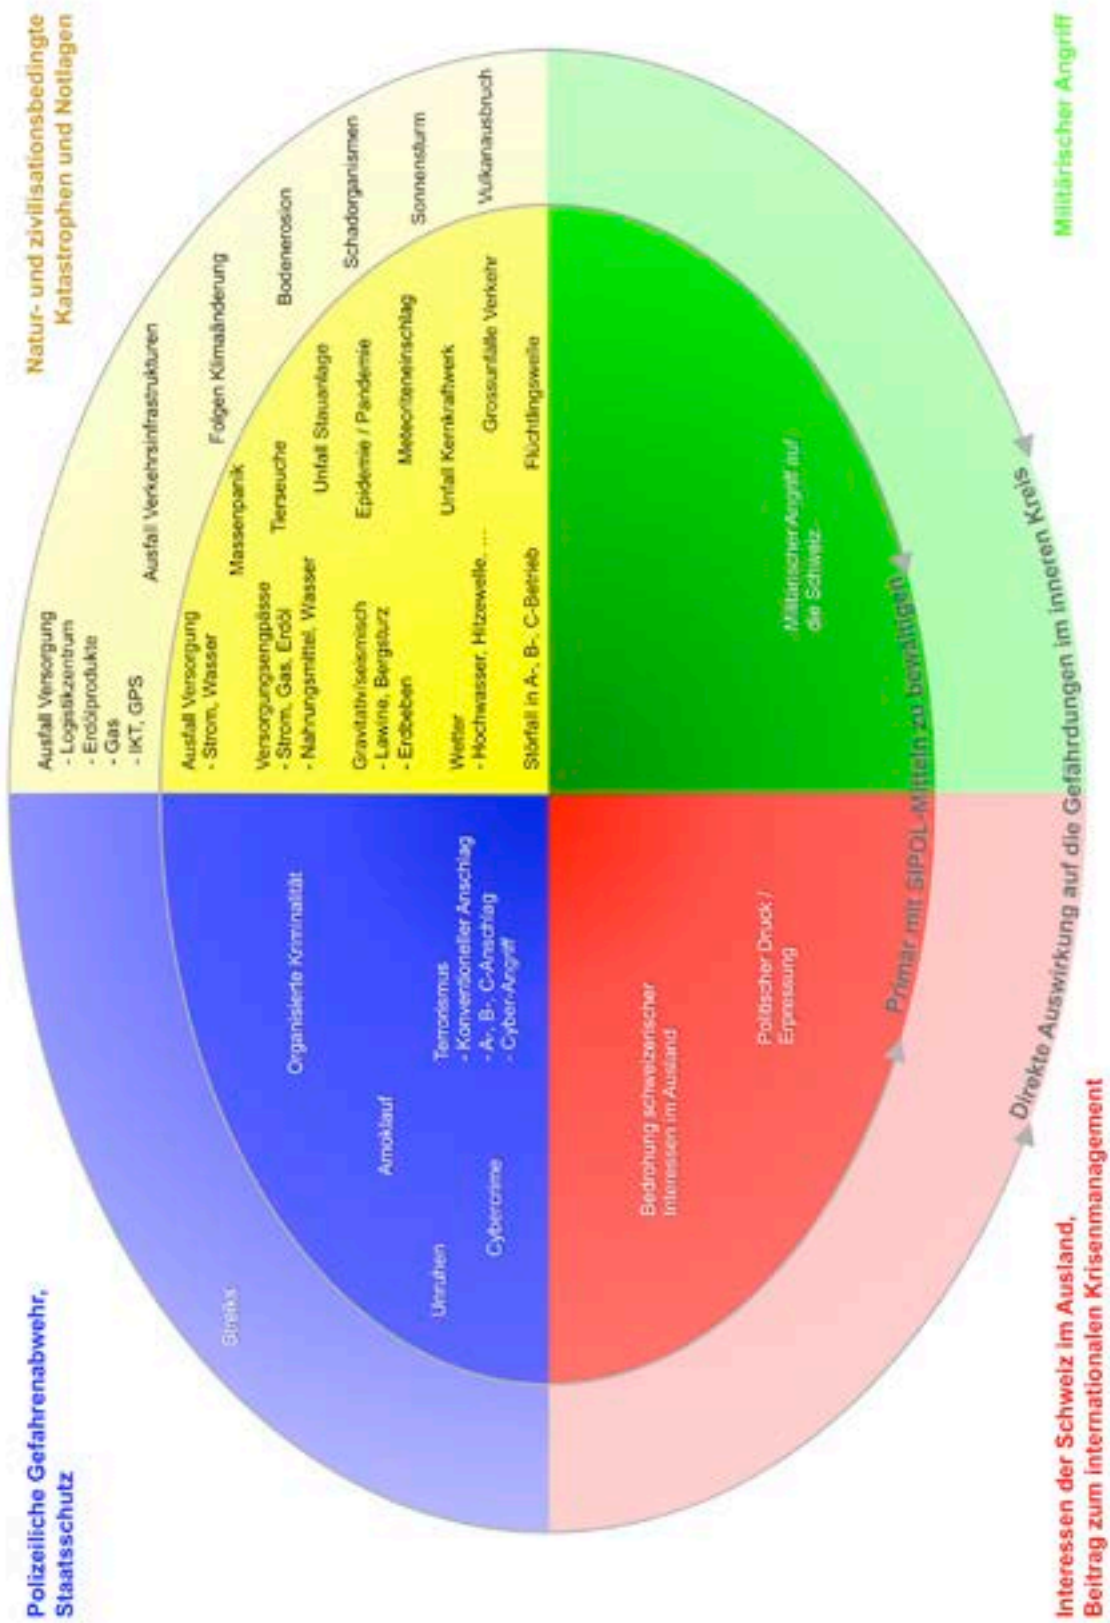 Polizeiliche Gefahrenabwehr,
Staatsschutz
Natur- und zivilisationsbedingte
Katastrophen und Notlagen
Streiks
Organisierte Kriminalität
Amoklauf
Unruhen
Cybercrime
Terrorismus
- Konventioneller Anschlag
- A-, B-, C-Anschlag
- Cyber-Angriff
Ausfall Versorgung
- Logistikzentrum
- Erdölprodukte
- Gas
- IKT, GPS
Ausfall Verkehrsinfrastrukturen
Folgen Klimaänderung
Bodenerosion
Schadorganismen
Sonnensturm
Vulkanausbruch
Ausfall Versorgung
- Strom, Wasser
Massenpanik
Versorgungsengpässe
- Strom, Gas, Erdöl
- Nahrungsmittel, Wasser
Tierseuche
Unfall Stauanlage
Gravitativ/seismisch
- Lawine, Bergsturz
- Erdbeben
Epidemie / Pandemie
Meteoriteneinschlag
Wetter
- Hochwasser, Hitzewelle, ...
Unfall Kernkraftwerk
Grossunfälle Verkehr
Störfall in A-, B-, C-Betrieb
Flüchtlingswelle
Bedrohung schweizerischer
Interessen im Ausland
Politischer Druck /
Erpressung
Militärischer Angriff auf
die Schweiz
Primär mit SIPOL-Mitteln zu bewältigen
Direkte Auswirkung auf die Gefährdungen im inneren Kreis
Interessen der Schweiz im Ausland,
Beitrag zum internationalen Krisenmanagement
Militärischer Angriff